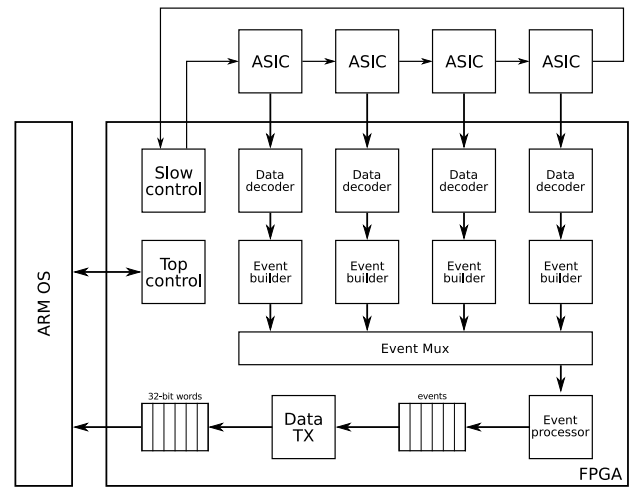 ASIC
ASIC
ASIC
ASIC
Slow
control
Data
decoder
Data
decoder
Data
decoder
Data
decoder
ARM OS
Top
control
Event
builder
Event
builder
Event
builder
Event
builder
Event Mux
32-bit words
Data
TX
events
Event
processor
FPGA